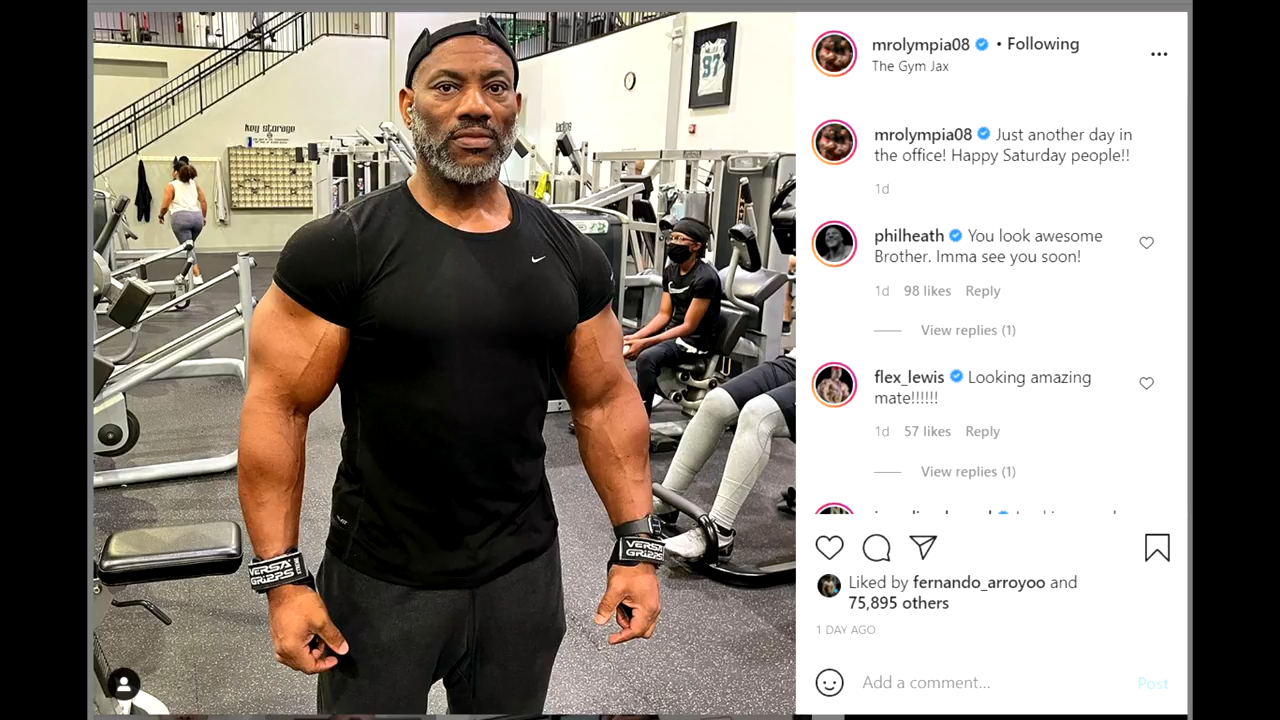 97
Key storage
VERSA
GRIPPS
XTREME
VERSA
GRIPPS
mrolympia08 • Following
The Gym Jax
mrolympia08 Just another day in
the office! Happy Saturday people!!
1d
philheath You look awesome
Brother. Imma see you soon!
1d 98 likes Reply
View replies (1)
flex_lewis Looking amazing
mate!!!!!!
1d 57 likes Reply
View replies (1)
Liked by fernando_arroyoo and
75,895 others
1 DAY AGO
Add a comment... Post